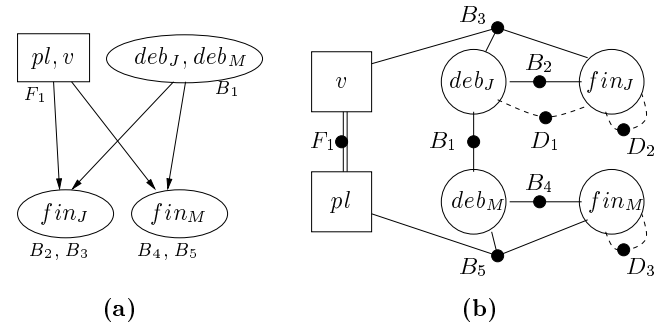 pl, v
deb_J, deb_M
F_1
B_1
fin_J
fin_M
B_2, B_3
B_4, B_5
(a)
B_3
v
deb_J
B_2
fin_J
D_1
D_2
F_1
B_1
pl
deb_M
B_4
fin_M
B_5
D_3
(b)